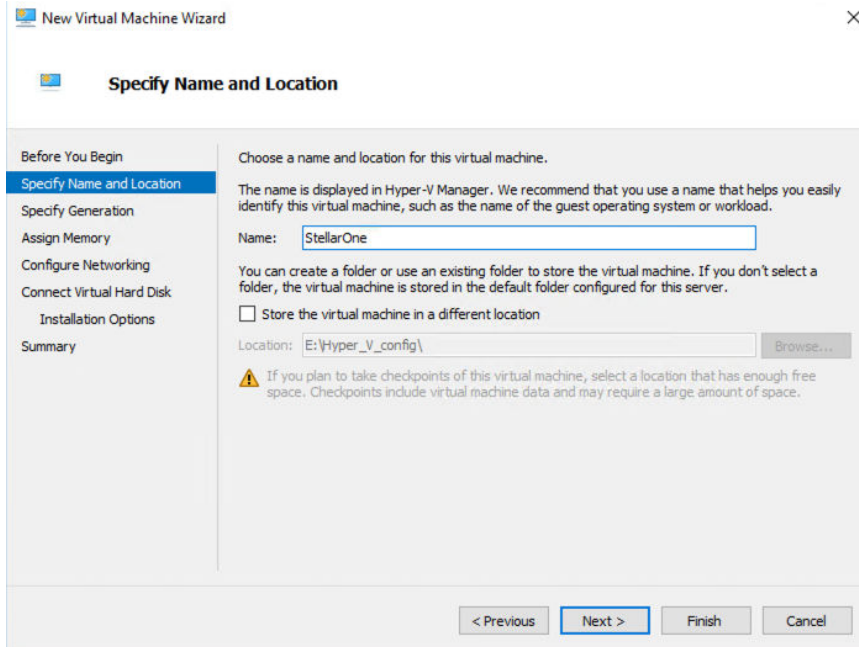 New Virtual Machine Wizard
Specify Name and Location
Before You Begin
Specify Name and Location
Specify Generation
Assign Memory
Configure Networking
Connect Virtual Hard Disk
Installation Options
Summary
Choose a name and location for this virtual machine.
The name is displayed in Hyper-V Manager. We recommend that you use a name that helps you easily
identify this virtual machine, such as the name of the guest operating system or workload.
Name: StellarOne
You can create a folder or use an existing folder to store the virtual machine. If you don't select a
folder, the virtual machine is stored in the default folder configured for this server.
Store the virtual machine in a different location
Location: E:\Hyper_V_config\ Browse...
If you plan to take checkpoints of this virtual machine, select a location that has enough free
space. Checkpoints include virtual machine data and may require a large amount of space.
< Previous Next > Finish Cancel